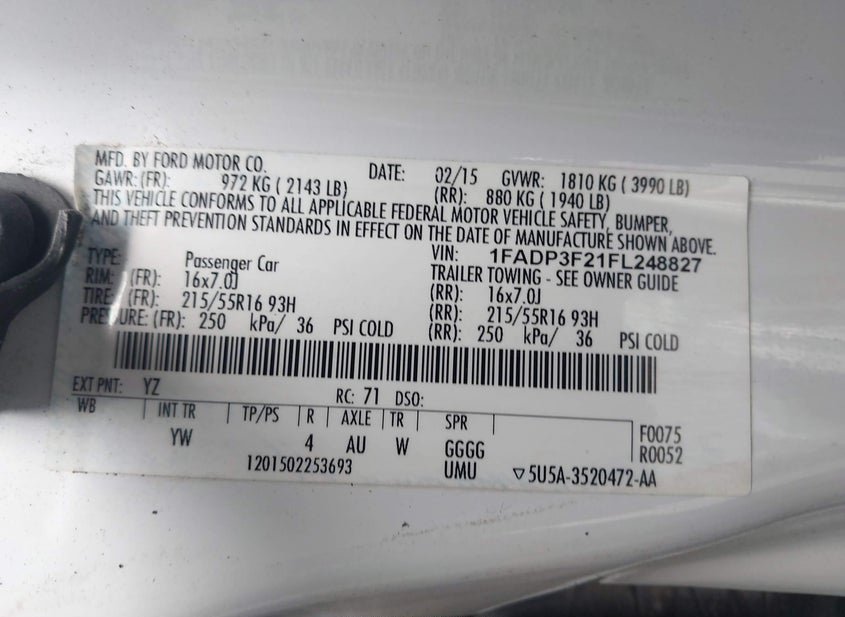 MFD. BY FORD MOTOR CO. DATE: 02/15 GVWR: 1810 KG ( 3990 LB)
GAWR: (FR): 972 KG ( 2143 LB) (RR): 880 KG ( 1940 LB)
THIS VEHICLE CONFORMS TO ALL APPLICABLE FEDERAL MOTOR VEHICLE SAFETY, BUMPER,
AND THEFT PREVENTION STANDARDS IN EFFECT ON THE DATE OF MANUFACTURE SHOWN ABOVE.
VIN: 1FADP3F21FL248827
TYPE: Passenger Car TRAILER TOWING - SEE OWNER GUIDE
RIM: (FR): 16x7.0J (RR): 16x7.0J
TIRE: (FR): 215/55R16 93H (RR): 215/55R16 93H
PRESSURE: (FR): 250 kPa/ 36 PSI COLD (RR): 250 kPa/ 36 PSI COLD
EXT PNT: YZ RC: 71 DSO:
WB INT TR TP/PS R AXLE TR SPR
YW 4 AU W GGGG F0075
1201502253693 UMU R0052
▽5U5A-3520472-AA